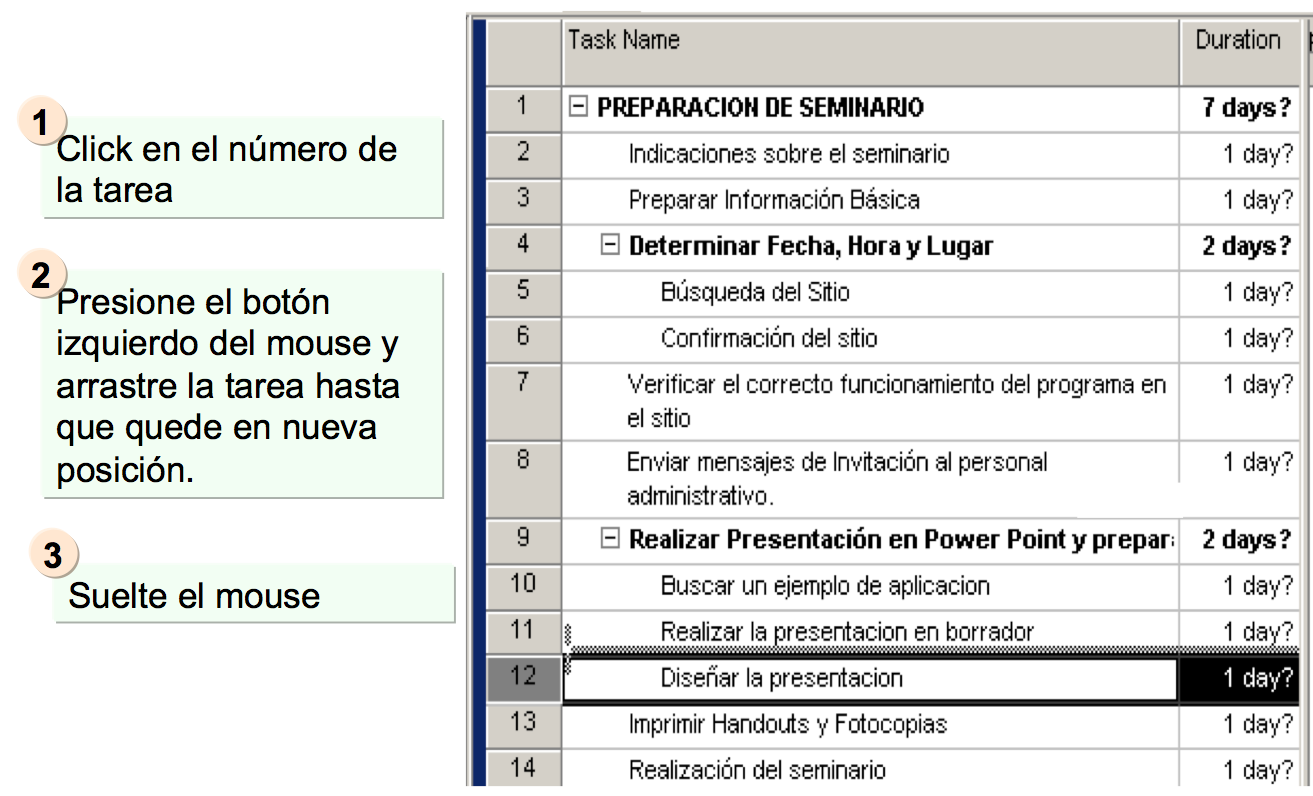 1
Click en el número de
la tarea
2
Presione el botón
izquierdo del mouse y
arrastre la tarea hasta
que quede en nueva
posición.
3
Suelte el mouse
Task Name Duration
1 PREPARACION DE SEMINARIO 7 days?
2 Indicaciones sobre el seminario 1 day?
3 Preparar Información Básica 1 day?
4 Determinar Fecha, Hora y Lugar 2 days?
5 Búsqueda del Sitio 1 day?
6 Confirmación del sitio 1 day?
7 Verificar el correcto funcionamiento del programa en 1 day?
el sitio
8 Enviar mensajes de Invitación al personal 1 day?
administrativo.
9 Realizar Presentación en Power Point y prepar 2 days?
10 Buscar un ejemplo de aplicacion 1 day?
11 Realizar la presentacion en borrador 1 day?
12 Diseñar la presentacion 1 day?
13 Imprimir Handouts y Fotocopias 1 day?
14 Realización del seminario 1 day?